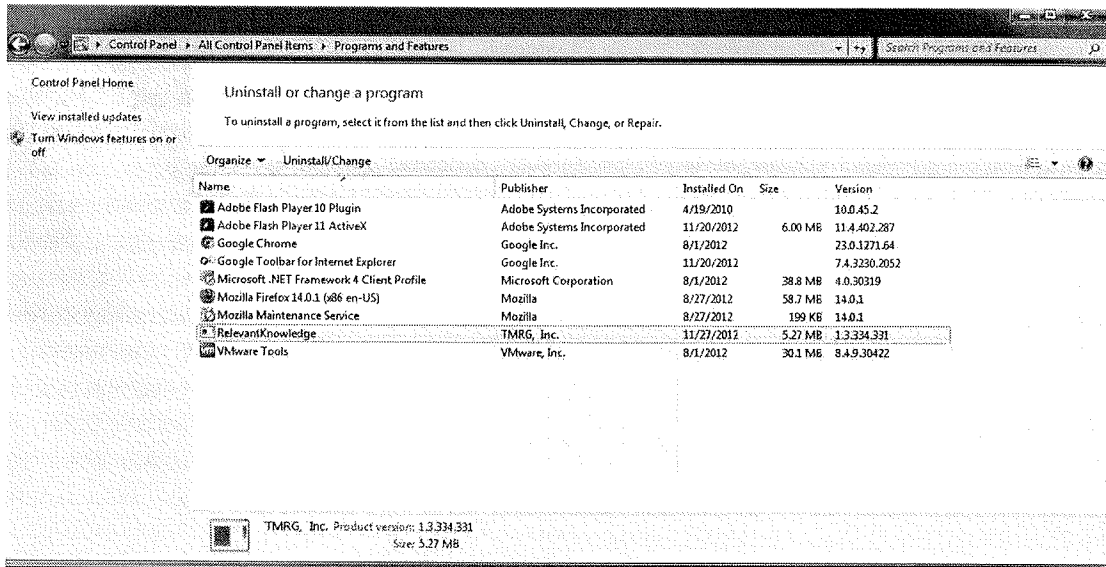 Control Panel ▸ All Control Panel Items ▸ Programs and Features
Search Programs and Features
Control Panel Home
View installed updates
Turn Windows features on or
off
Uninstall or change a program
To uninstall a program, select it from the list and then click Uninstall, Change, or Repair.
Organize Uninstall/Change
Name Publisher Installed On Size Version
Adobe Flash Player 10 Plugin Adobe Systems Incorporated 4/19/2010 10.0.45.2
Adobe Flash Player 11 ActiveX Adobe Systems Incorporated 11/20/2012 6.00 MB 11.4.402.287
Google Chrome Google Inc. 8/1/2012 23.0.1271.64
Google Toolbar for Internet Explorer Google Inc. 11/20/2012 7.4.3230.2052
Microsoft .NET Framework 4 Client Profile Microsoft Corporation 8/1/2012 38.8 MB 4.0.30319
Mozilla Firefox 14.0.1 (x86 en-US) Mozilla 8/27/2012 58.7 MB 14.0.1
Mozilla Maintenance Service Mozilla 8/27/2012 199 KB 14.0.1
RelevantKnowledge TMRG, Inc. 11/27/2012 5.27 MB 1.3.334.331
VMware Tools VMware, Inc. 8/1/2012 30.1 MB 8.4.9.30422
TMRG, Inc. Product version: 1.3.334.331
Size: 5.27 MB